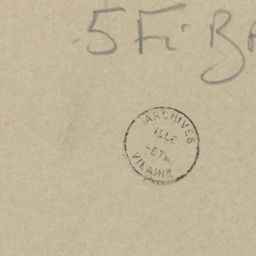 5 Fi BA
ARCHIVES
ILLE
-ET-
VILAINE